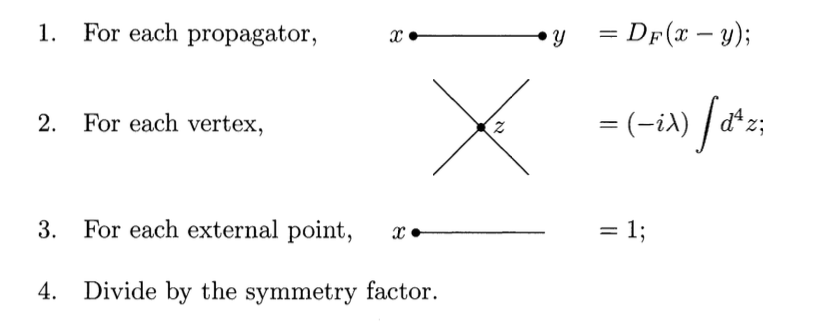 1. For each propagator, x y = D_F(x − y);
2. For each vertex, z = (−iλ) ∫ d⁴z;
3. For each external point, x = 1;
4. Divide by the symmetry factor.